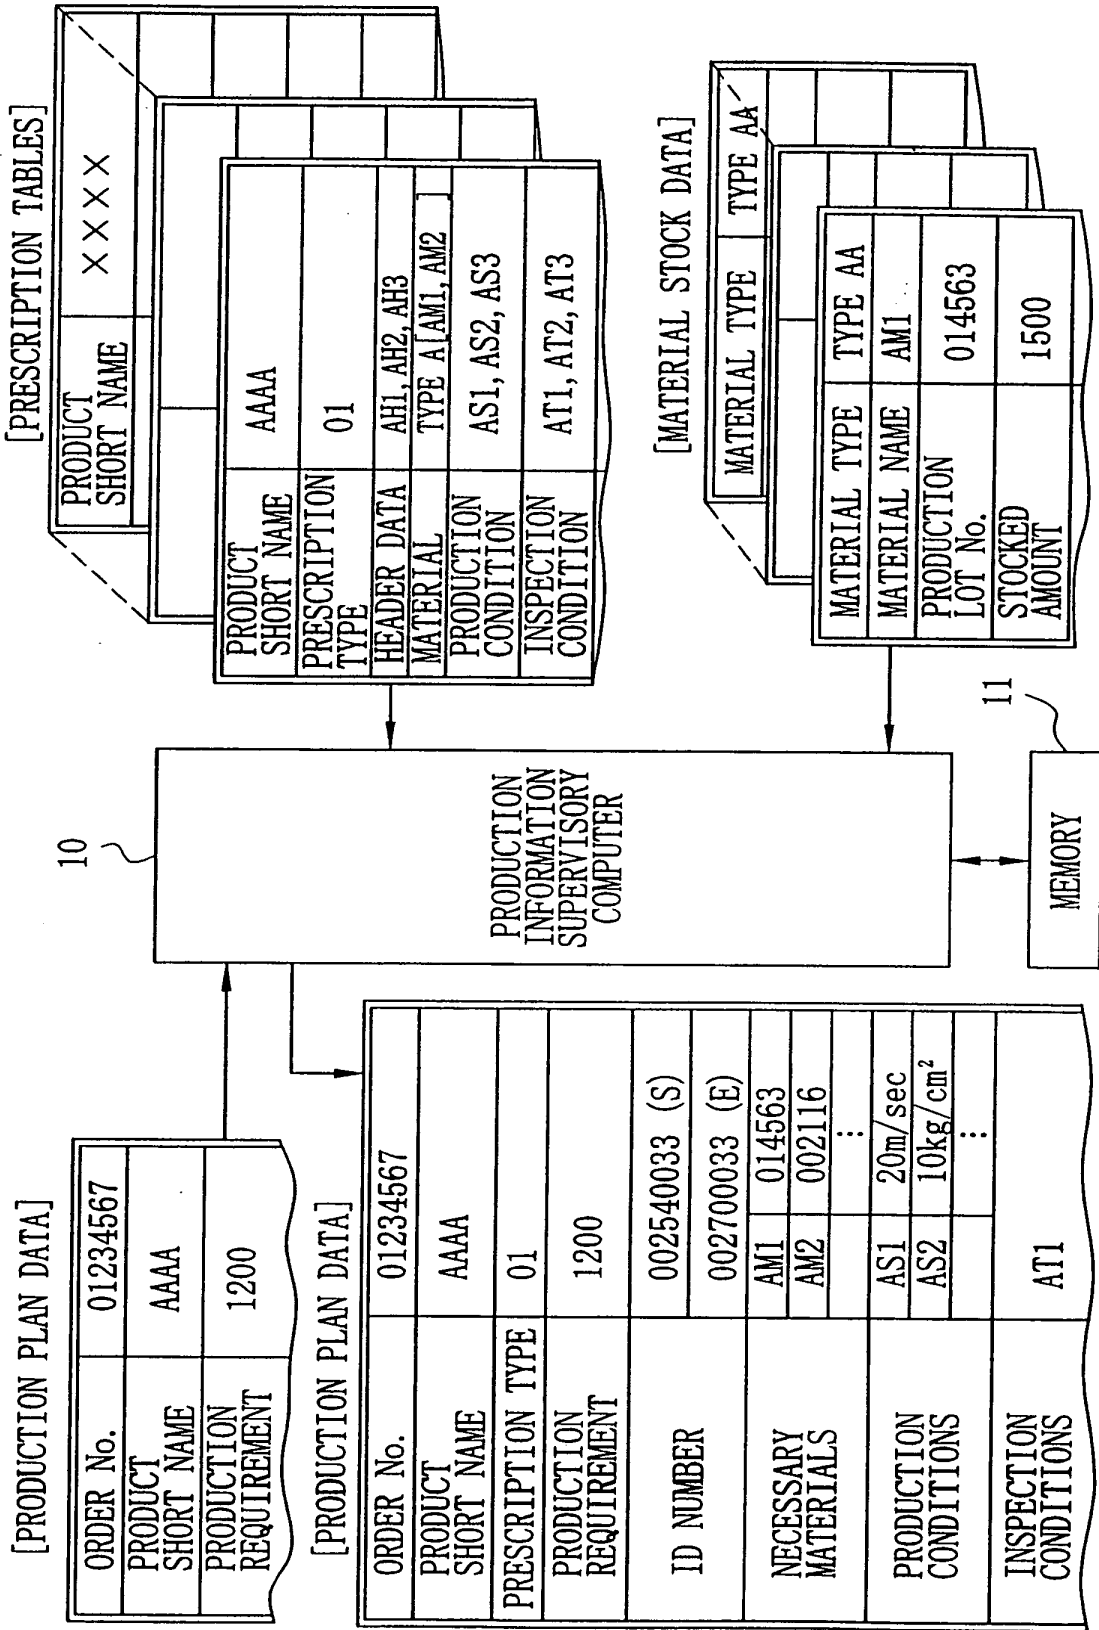 [PRODUCTION PLAN DATA]
ORDER No. 01234567
PRODUCT
SHORT NAME AAAA
PRODUCTION
REQUIREMENT 1200
[PRODUCTION PLAN DATA]
ORDER No. 01234567
PRODUCT
SHORT NAME AAAA
PRESCRIPTION TYPE 01
PRODUCTION
REQUIREMENT 1200
ID NUMBER
002540033 (S)
002700033 (E)
NECESSARY
MATERIALS
AM1 014563
AM2 002116
⋮
PRODUCTION
CONDITIONS
AS1 20m/sec
AS2 10kg/cm²
⋮
INSPECTION
CONDITIONS AT1
10
PRODUCTION
INFORMATION
SUPERVISORY
COMPUTER
11
MEMORY
[PRESCRIPTION TABLES]
PRODUCT
SHORT NAME ××××
PRODUCT
SHORT NAME AAAA
PRESCRIPTION
TYPE 01
HEADER DATA AH1, AH2, AH3
MATERIAL TYPE A[AM1, AM2 ]
PRODUCTION
CONDITION AS1, AS2, AS3
INSPECTION
CONDITION AT1, AT2, AT3
[MATERIAL STOCK DATA]
MATERIAL TYPE TYPE AA
MATERIAL TYPE TYPE AA
MATERIAL NAME AM1
PRODUCTION
LOT No. 014563
STOCKED
AMOUNT 1500